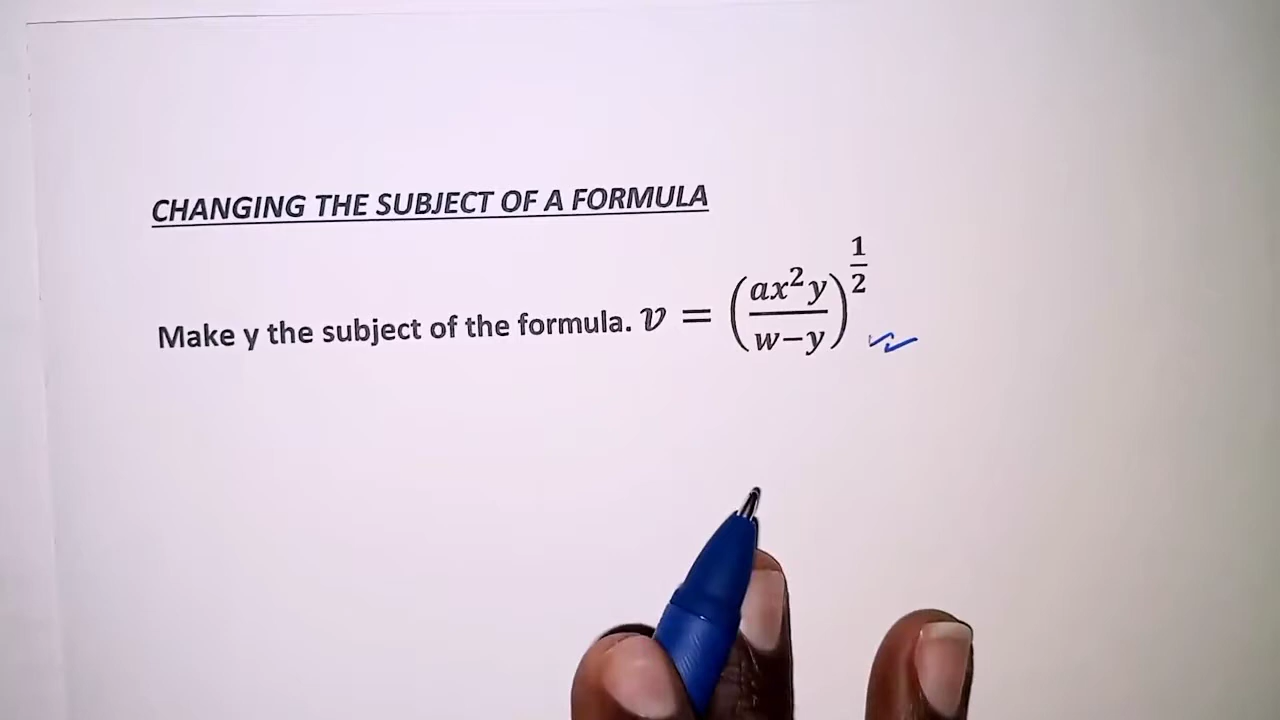 CHANGING THE SUBJECT OF A FORMULA
Make y the subject of the formula. v = (ax²y / w−y)^(1/2)